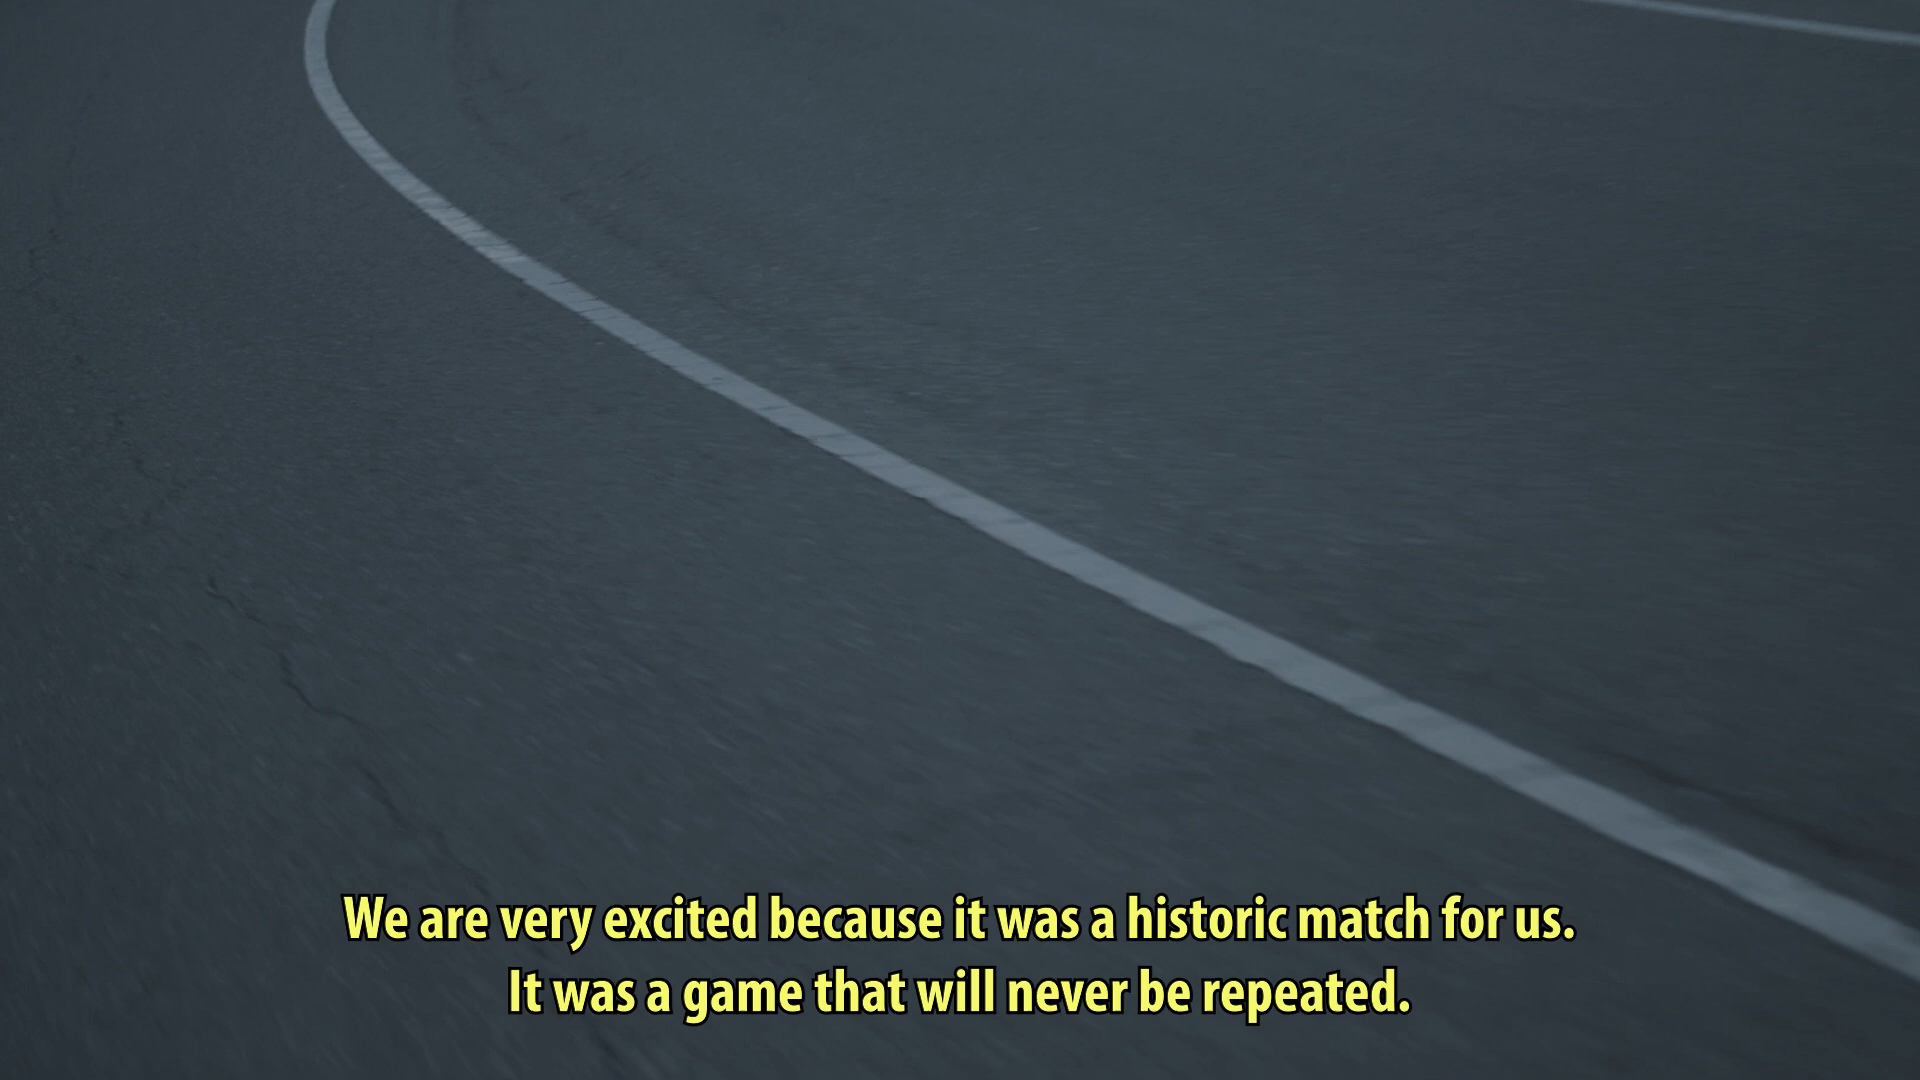 We are very excited because it was a historic match for us.
It was a game that will never be repeated.